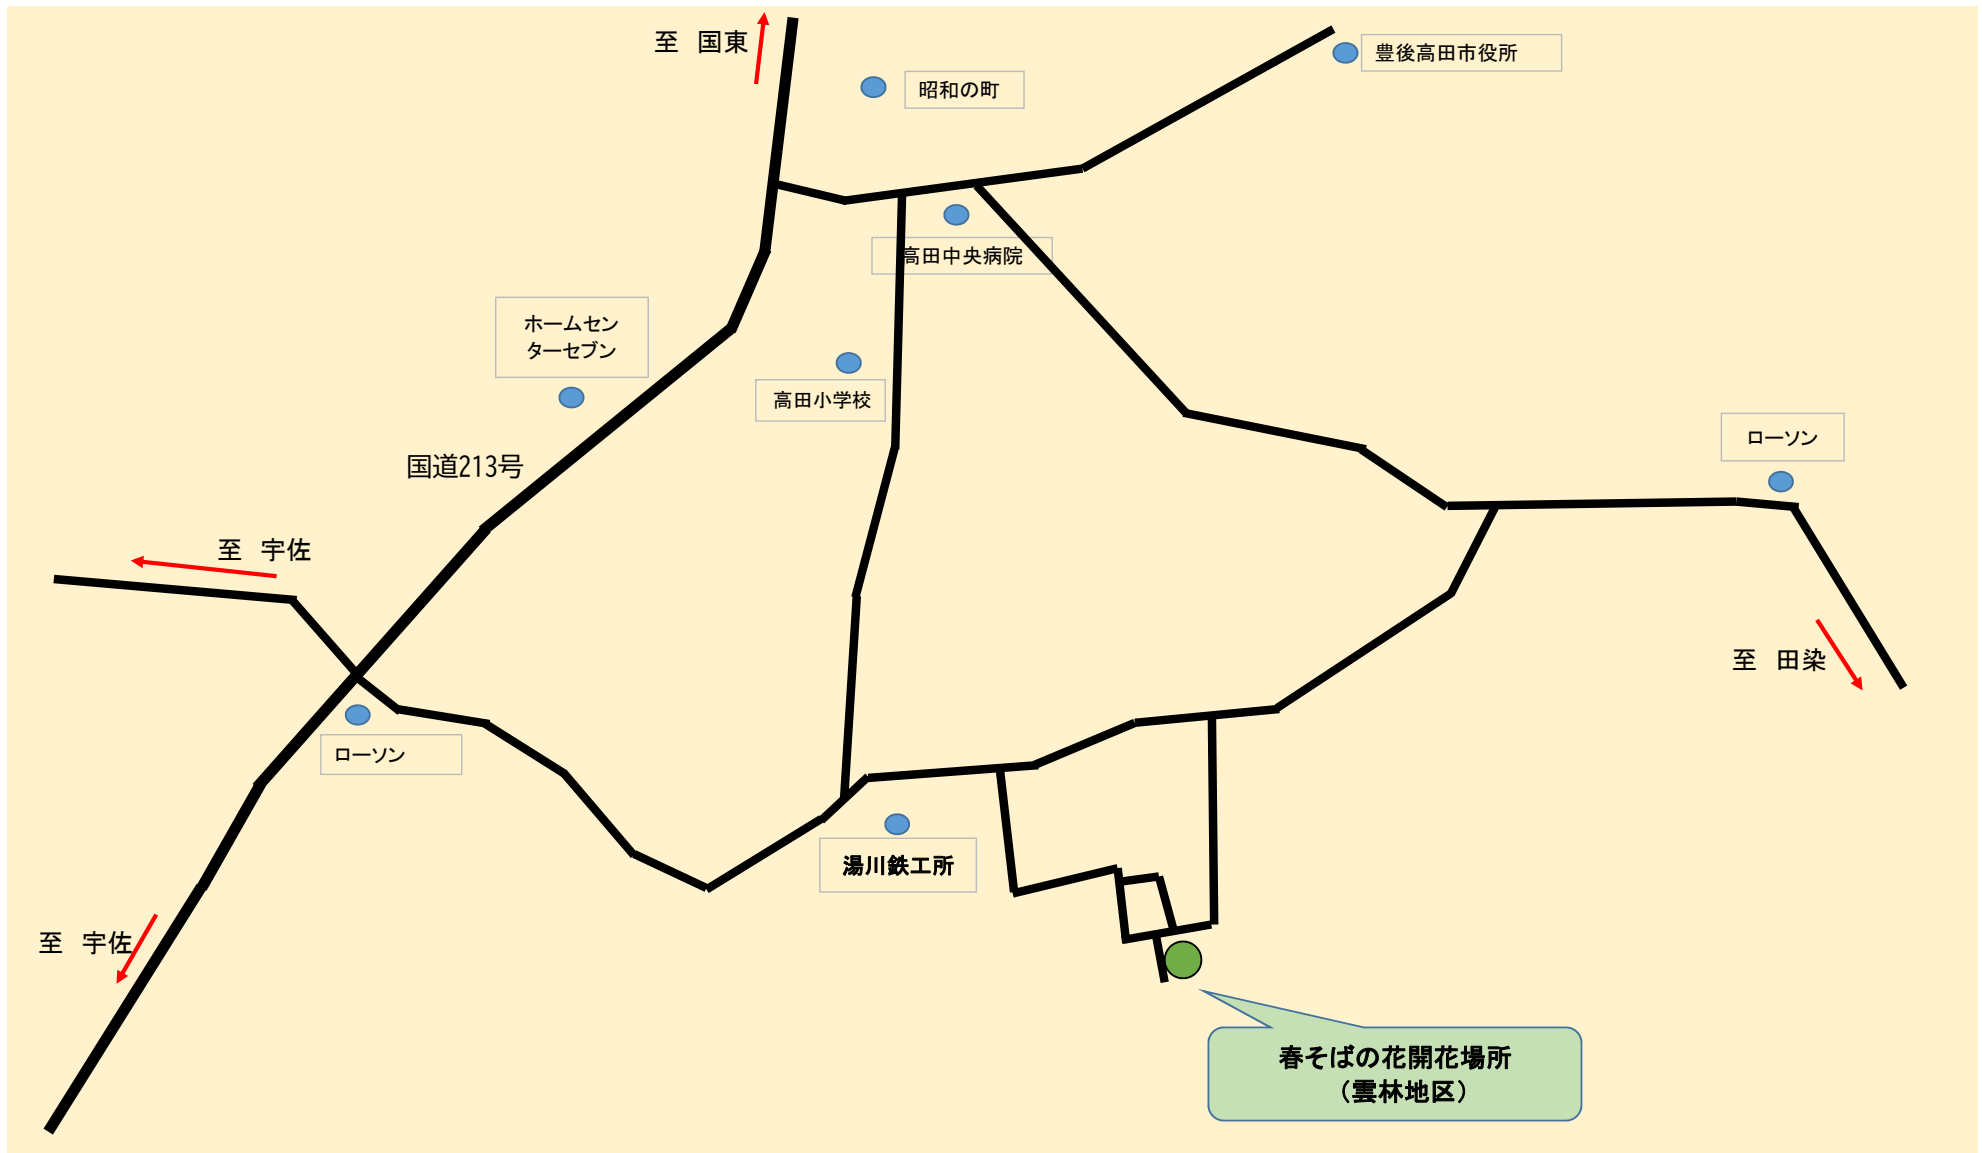 至　国東
豊後高田市役所
昭和の町
高田中央病院
ホームセン
ターセブン
高田小学校
ローソン
国道213号
至　宇佐
至　田染
ローソン
湯川鉄工所
至　宇佐
春そばの花開花場所
（雲林地区）